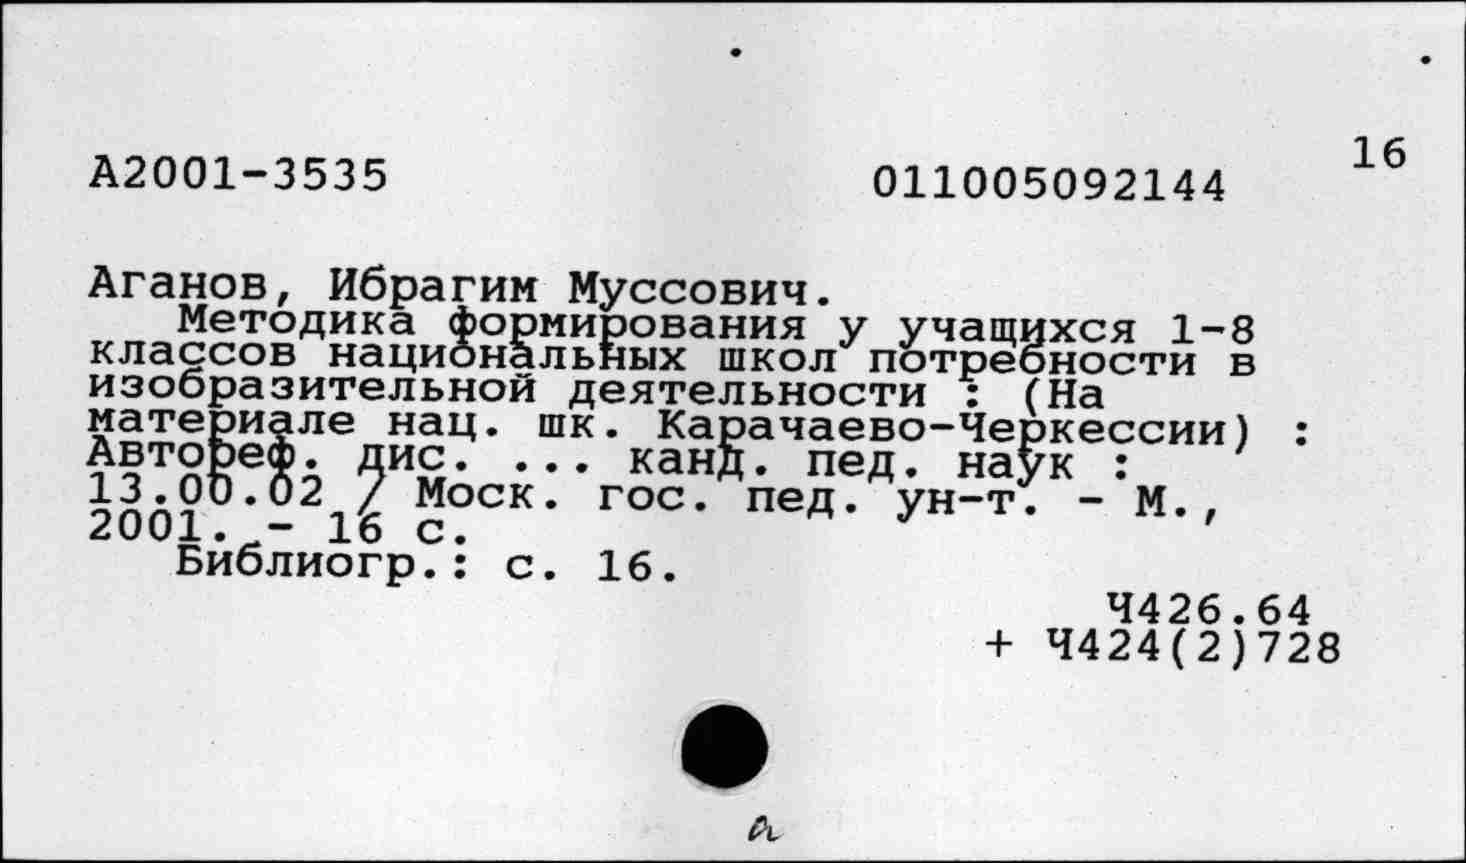 16
А2001-3535 011005092144
Аганов, Ибрагим Муссович.
Методика формирования у учащихся 1-8
классов национальных школ потребности в
изобразительной деятельности : (На
материале нац. шк. Карачаево-Черкессии) :
Автореф. дис. ... канд. пед. наук :
13.00.02 / Моск. гос. пед. ун-т. - М.,
2001. - 16 с.
Библиогр.: с. 16.
Ч426.64
+ Ч424(2)728